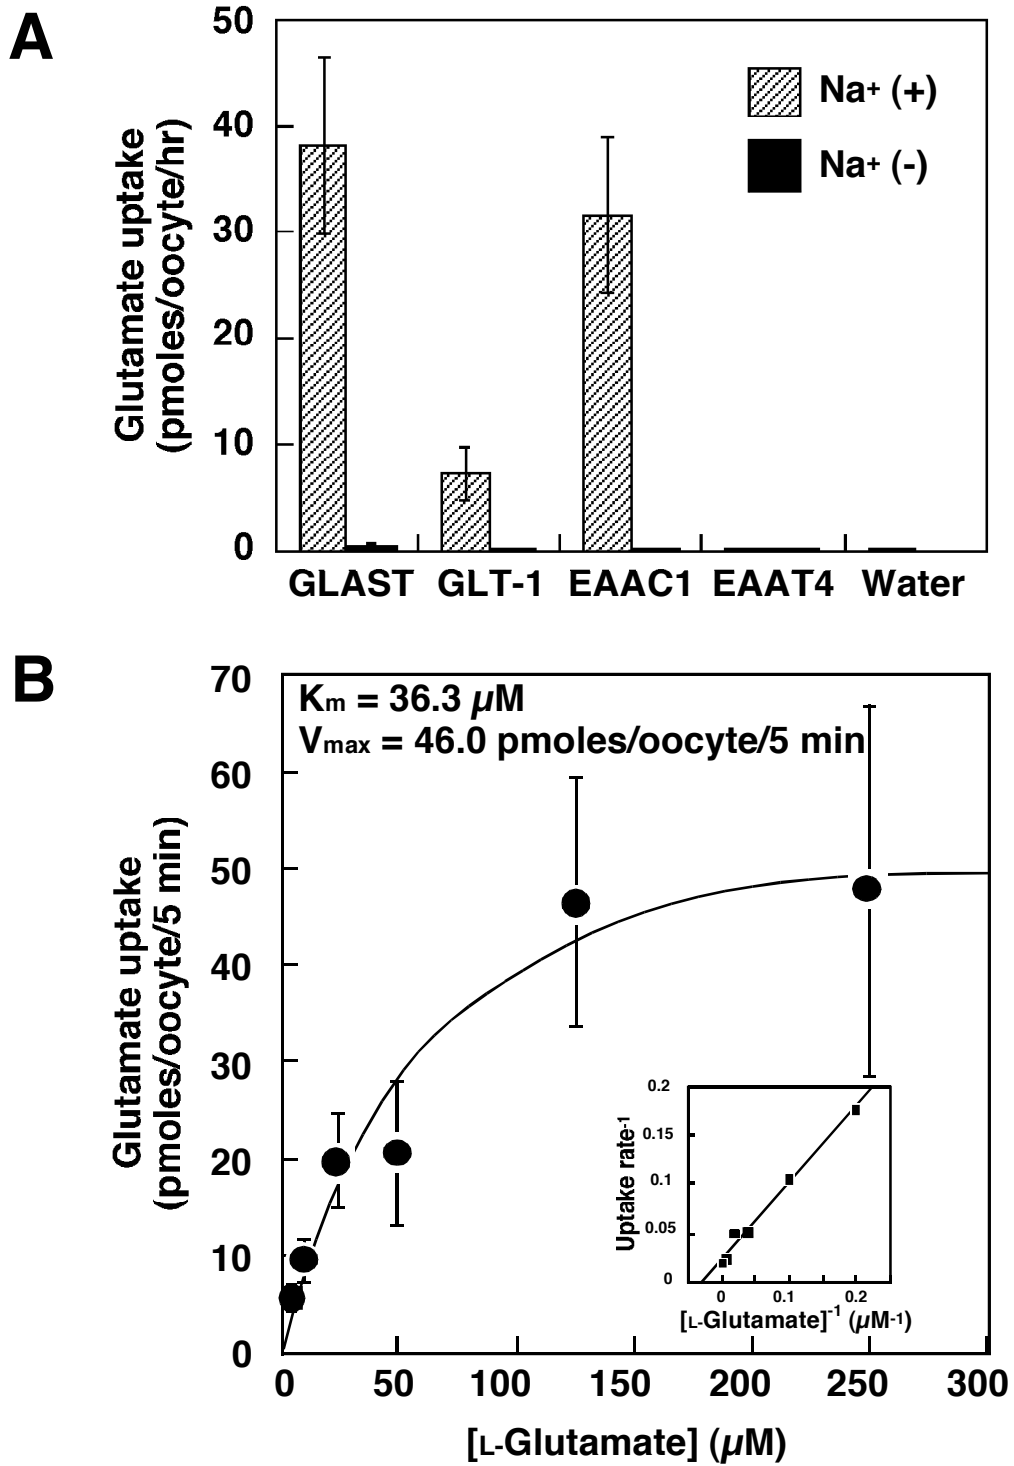 A
Glutamate uptake
(pmoles/oocyte/hr)
50
40
30
20
10
0
Na+ (+)
Na+ (-)
GLAST GLT-1 EAAC1 EAAT4 Water
B
Glutamate uptake
(pmoles/oocyte/5 min)
70
60
50
40
30
20
10
0
Km = 36.3 µM
Vmax = 46.0 pmoles/oocyte/5 min
Uptake rate-1
0.2
0.15
0.1
0.05
0
0 0.1 0.2
[L-Glutamate]-1 (µM-1)
0 50 100 150 200 250 300
[L-Glutamate] (µM)